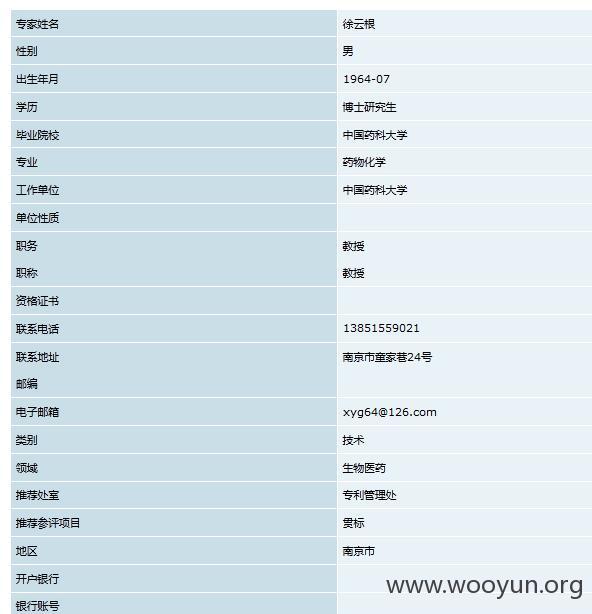 专家姓名 徐云根
性别 男
出生年月 1964-07
学历 博士研究生
毕业院校 中国药科大学
专业 药物化学
工作单位 中国药科大学
单位性质
职务 教授
职称 教授
资格证书
联系电话 13851559021
联系地址 南京市童家巷24号
邮编
电子邮箱 xyg64@126.com
类别 技术
领域 生物医药
推荐处室 专利管理处
推荐参评项目 贯标
地区 南京市
开户银行
www.wooyun.org
银行账号